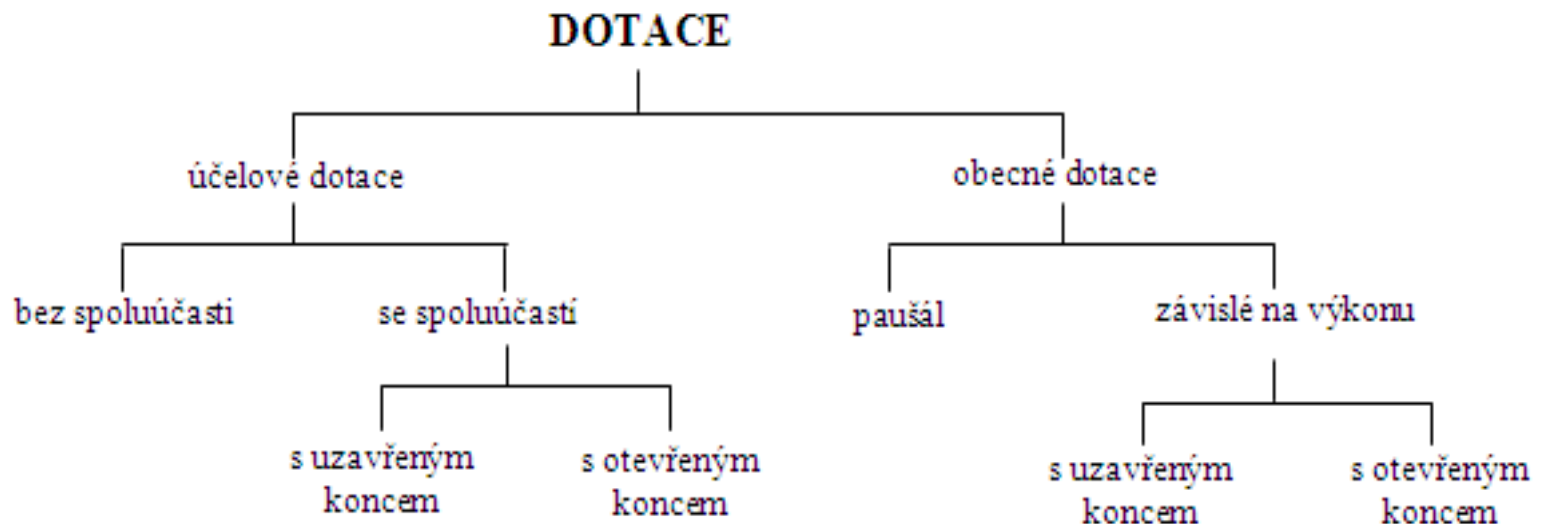 DOTACE
účelové dotace
obecné dotace
bez spoluúčasti
se spoluúčastí
paušál
závislé na výkonu
s uzavřeným
koncem
s otevřeným
koncem
s uzavřeným
koncem
s otevřeným
koncem